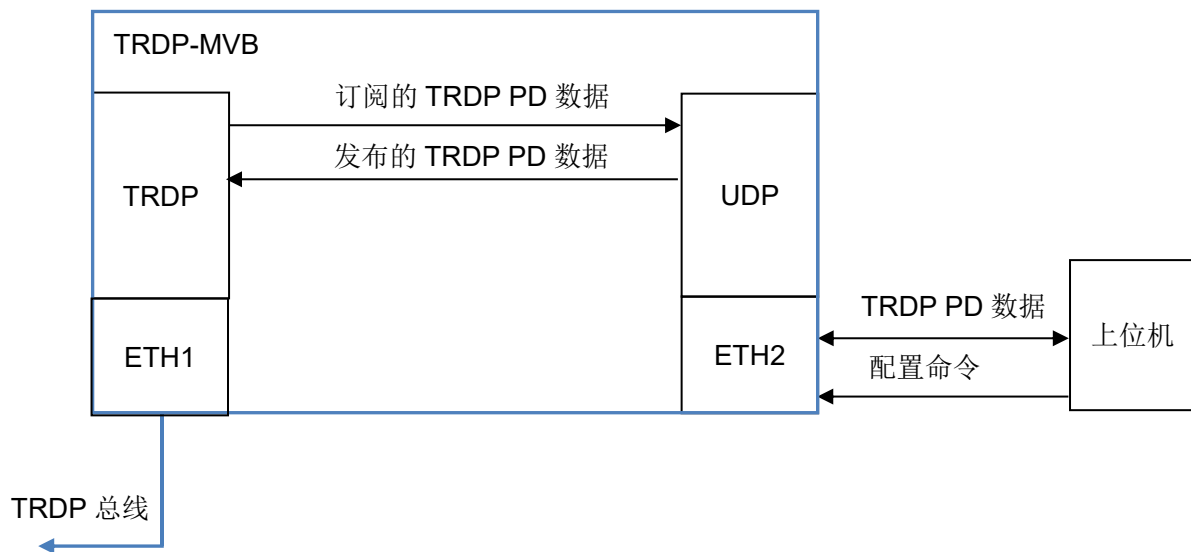 TRDP-MVB
订阅的 TRDP PD 数据
发布的 TRDP PD 数据
TRDP
UDP
TRDP PD 数据
上位机
ETH1
ETH2
配置命令
TRDP 总线